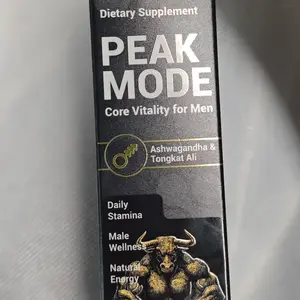 Dietary Supplement
PEAK
MODE
Core Vitality for Men
Ashwagandha &
Tongkat Ali
Daily
Stamina
Male
Wellness
Natural
Energy